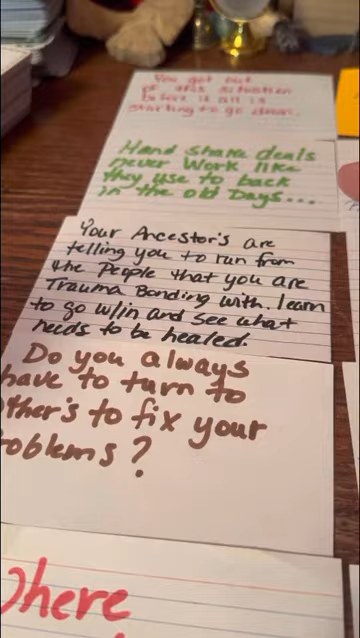 You got out
of this situation
before it all is
starting to go down.
Hand shake deals
never work like
they use to back
in the old Days...
Your Ancestor's are
telling you to run from
the People that you are
Trauma Bonding with. learn
to go w/in and see what
needs to be healed.
Do you always
have to turn to
other's to fix your
roblems?
here